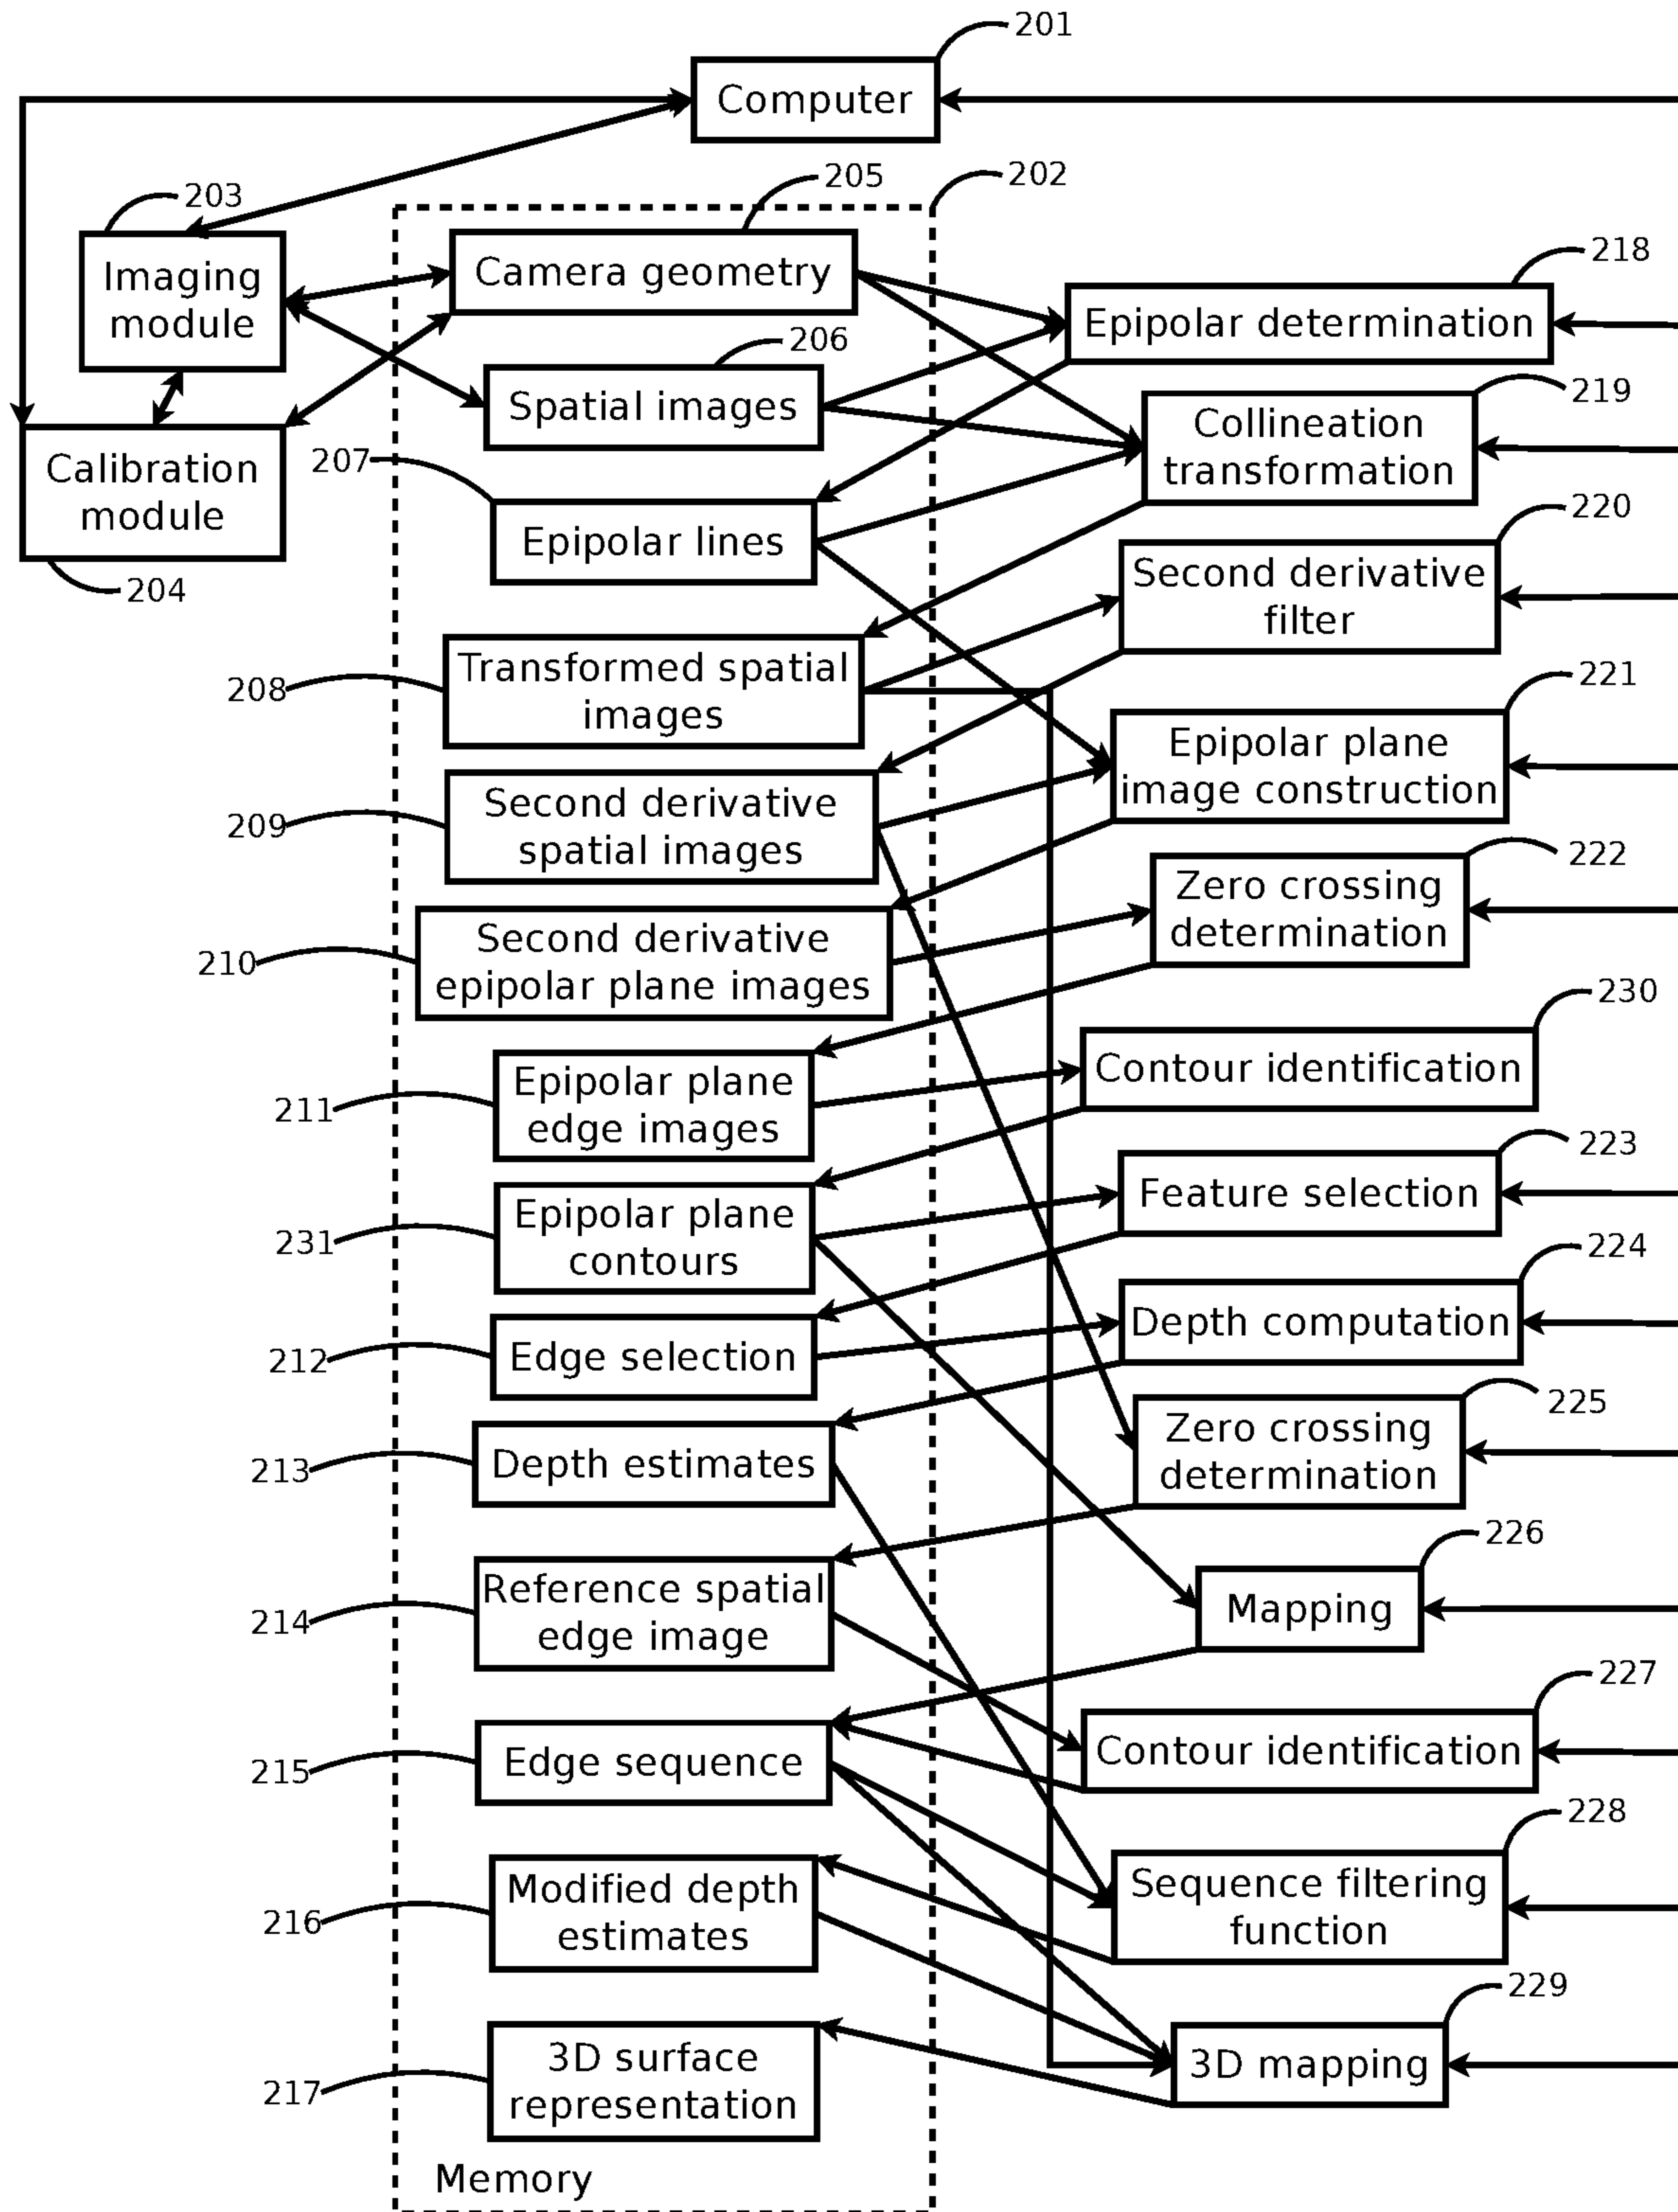 201
Computer
205
202
203
Imaging
module
Camera geometry
218
Epipolar determination
206
Spatial images
219
Collineation
transformation
207
Calibration
module
204
Epipolar lines
220
Second derivative
filter
208
Transformed spatial
images
221
Epipolar plane
image construction
209
Second derivative
spatial images
222
Zero crossing
determination
210
Second derivative
epipolar plane images
230
Contour identification
211
Epipolar plane
edge images
223
Feature selection
231
Epipolar plane
contours
224
Depth computation
212
Edge selection
225
Zero crossing
determination
213
Depth estimates
226
Mapping
214
Reference spatial
edge image
227
Contour identification
215
Edge sequence
228
Sequence filtering
function
216
Modified depth
estimates
229
3D mapping
217
3D surface
representation
Memory